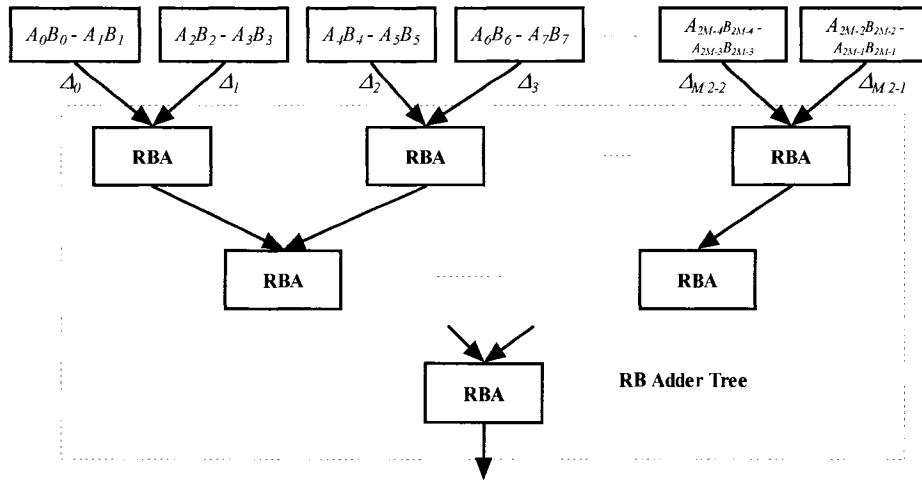 A0B0 - A1B1
A2B2 - A3B3
A4B4 - A5B5
A6B6 - A7B7
A2M-4B2M-4 -
A2M-3B2M-3
A2M-2B2M-2 -
A2M-1B2M-1
Δ0
Δ1
Δ2
Δ3
ΔM/2-2
ΔM/2-1
RBA
RBA
RBA
RBA
RBA
RBA
RB Adder Tree